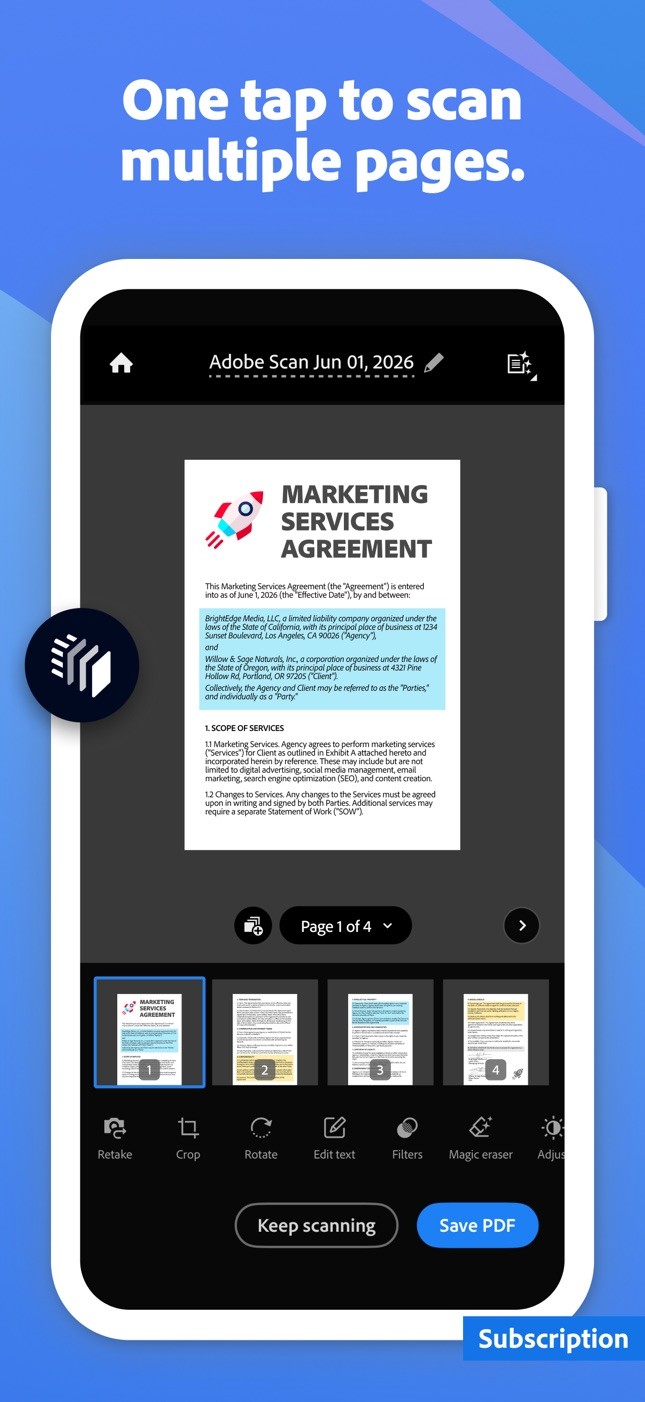 One tap to scan
multiple pages.
Adobe Scan Jun 01, 2026
MARKETING
SERVICES
AGREEMENT
This Marketing Services Agreement (the "Agreement") is entered
into as of June 1, 2026 (the "Effective Date"), by and between:
BrightEdge Media, LLC, a limited liability company organized under the
laws of the State of California, with its principal place of business at 1234
Sunset Boulevard, Los Angeles, CA 90026 ("Agency"),
and
Willow & Sage Naturals, Inc., a corporation organized under the laws of
the State of Oregon, with its principal place of business at 4321 Pine
Hollow Rd, Portland, OR 97205 ("Client").
Collectively, the Agency and Client may be referred to as the "Parties,"
and individually as a "Party."
1. SCOPE OF SERVICES
1.1 Marketing Services. Agency agrees to perform marketing services
("Services") for Client as outlined in Exhibit A attached hereto and
incorporated herein by reference. These may include but are not
limited to digital advertising, social media management, email
marketing, search engine optimization (SEO), and content creation.
1.2 Changes to Services. Any changes to the Services must be agreed
upon in writing and signed by both Parties. Additional services may
require a separate Statement of Work ("SOW").
Page 1 of 4
MARKETING
SERVICES
AGREEMENT
1
2
3
4
Retake
Crop
Rotate
Edit text
Filters
Magic eraser
Adjus
Keep scanning
Save PDF
Subscription